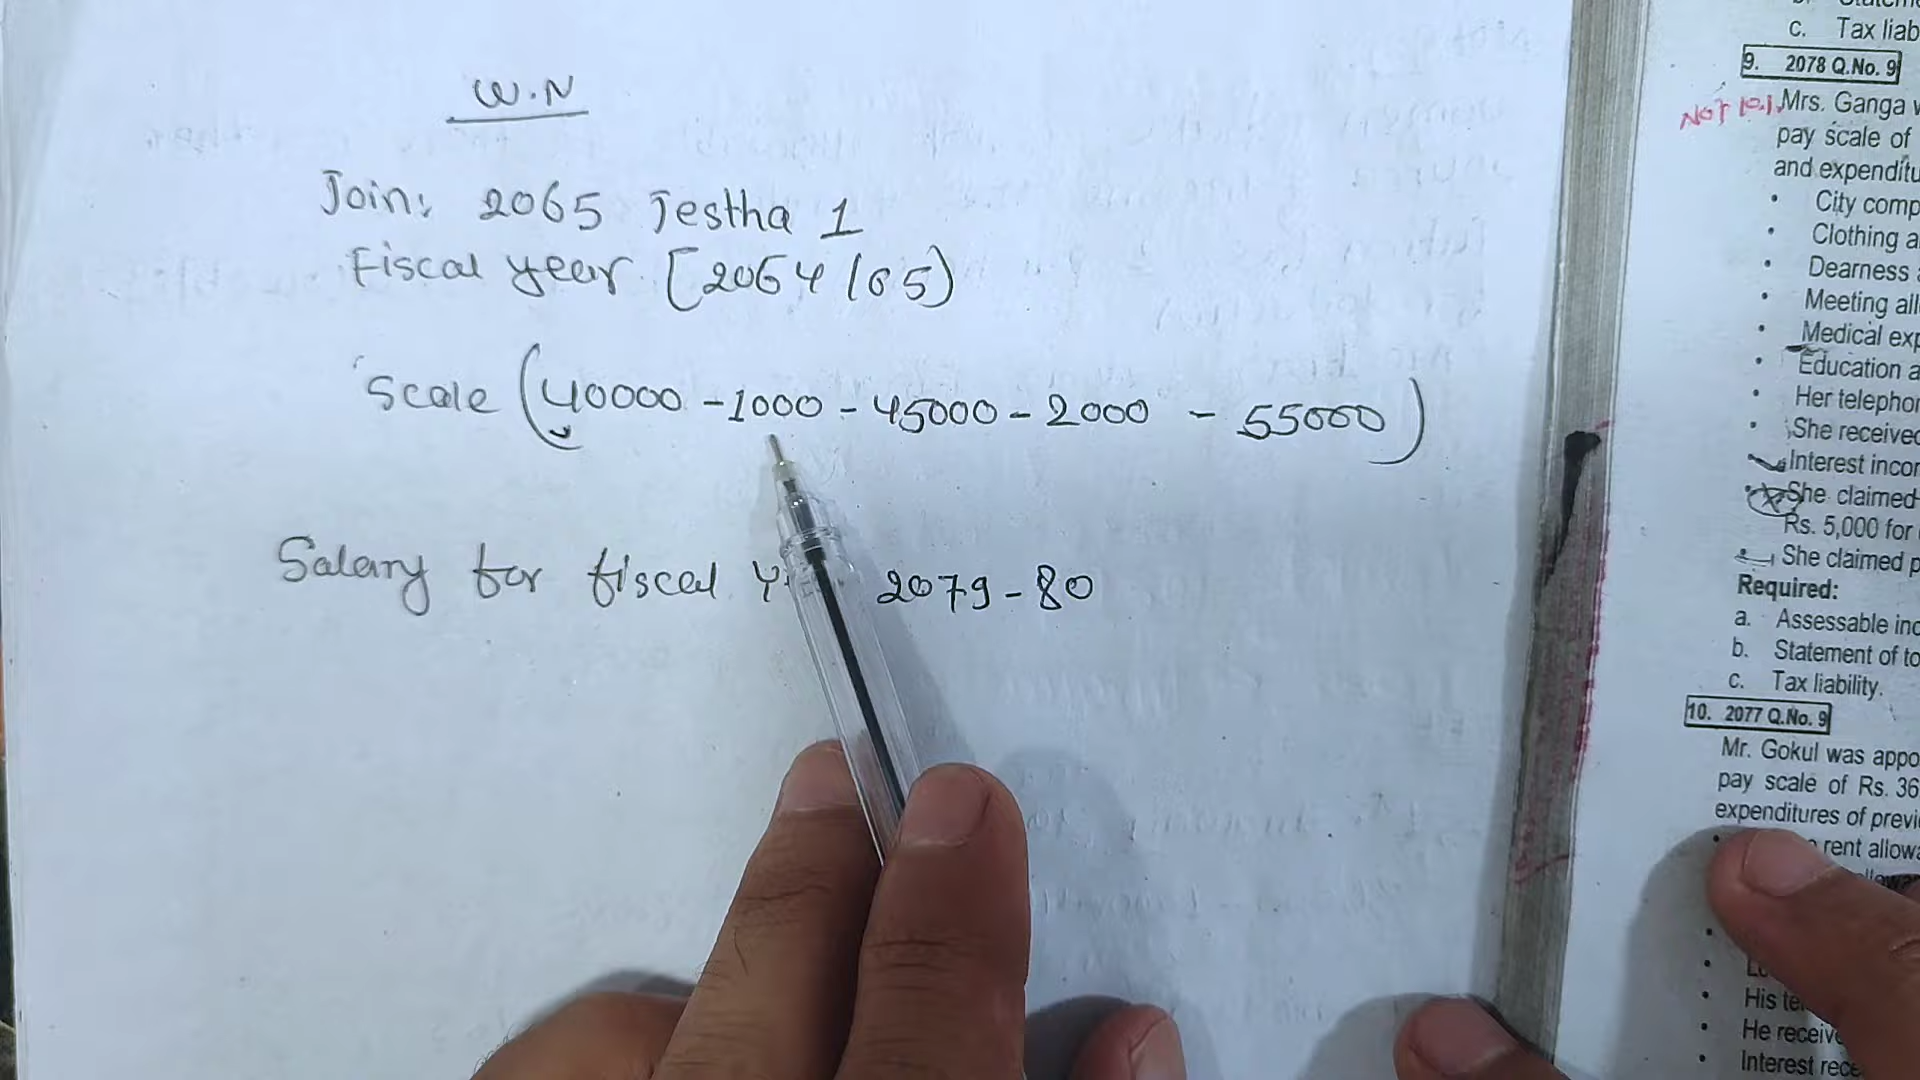 W.N
Join: 2065 Jestha 1
Fiscal year [2064/65)
Scale (40000 - 1000 - 45000 - 2000 - 55000)
Salary for fiscal 2079-80
c. Tax liab
9. 2078 Q.No. 9
NOT
Mrs. Ganga
pay scale of
and expenditu
• City comp
• Clothing a
• Dearness
• Meeting all
• Medical exp
• Education a
• Her telephor
• She received
Interest incor
She claimed
Rs. 5,000 for
She claimed p
Required:
a. Assessable inc
b. Statement of to
c. Tax liability.
10. 2077 Q.No. 9
Mr. Gokul was appo
pay scale of Rs. 36
expenditures of previ
rent allowa
• His te
• He receiv
• Interest rece